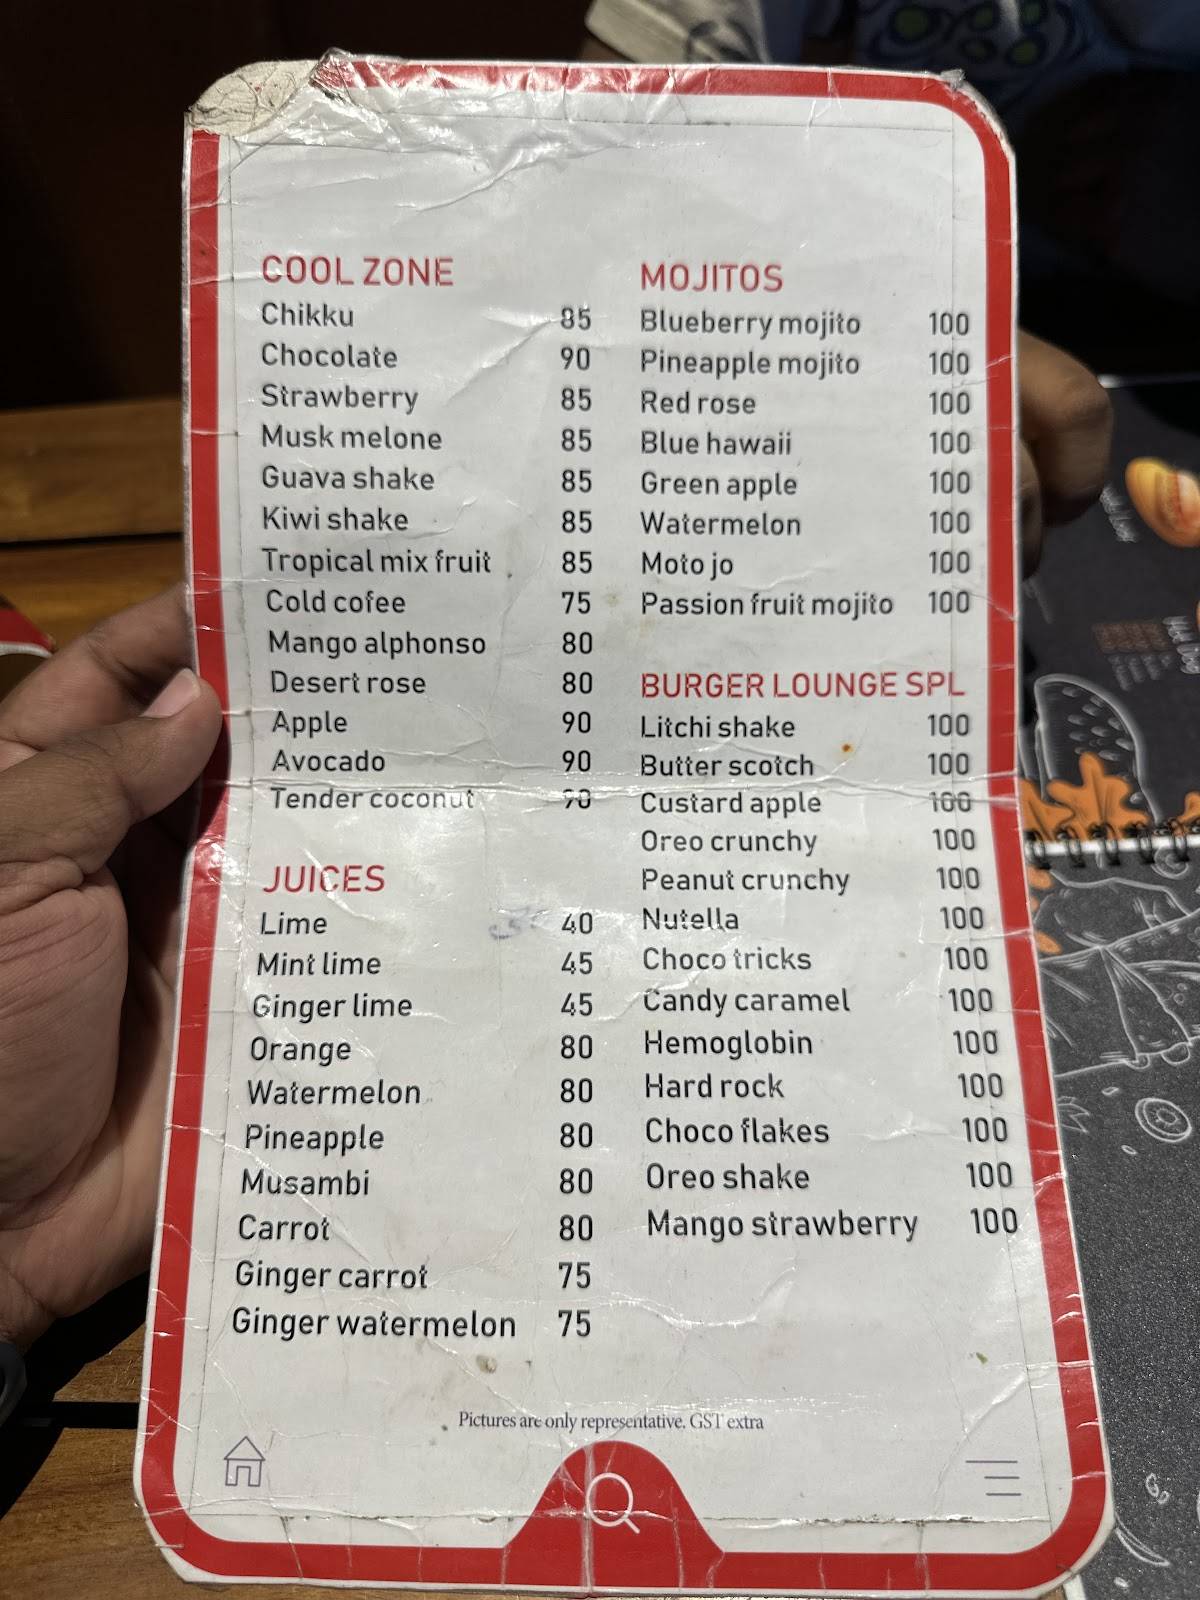 COOL ZONE
Chikku 85
Chocolate 90
Strawberry 85
Musk melone 85
Guava shake 85
Kiwi shake 85
Tropical mix fruit 85
Cold cofee 75
Mango alphonso 80
Desert rose 80
Apple 90
Avocado 90
Tender coconut 90
JUICES
Lime 40
Mint lime 45
Ginger lime 45
Orange 80
Watermelon 80
Pineapple 80
Musambi 80
Carrot 80
Ginger carrot 75
Ginger watermelon 75
MOJITOS
Blueberry mojito 100
Pineapple mojito 100
Red rose 100
Blue hawaii 100
Green apple 100
Watermelon 100
Moto jo 100
Passion fruit mojito 100
BURGER LOUNGE SPL
Litchi shake 100
Butter scotch 100
Custard apple 100
Oreo crunchy 100
Peanut crunchy 100
Nutella 100
Choco tricks 100
Candy caramel 100
Hemoglobin 100
Hard rock 100
Choco flakes 100
Oreo shake 100
Mango strawberry 100
Pictures are only representative. GST extra